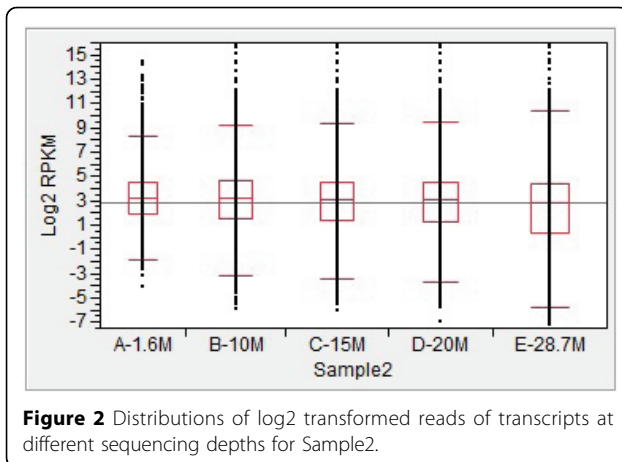 15
13
11
9
7
5
3
1
-1
-3
-5
-7
Log2 RPKM
A-1.6M B-10M C-15M D-20M E-28.7M
Sample2
Figure 2 Distributions of log2 transformed reads of transcripts at
different sequencing depths for Sample2.